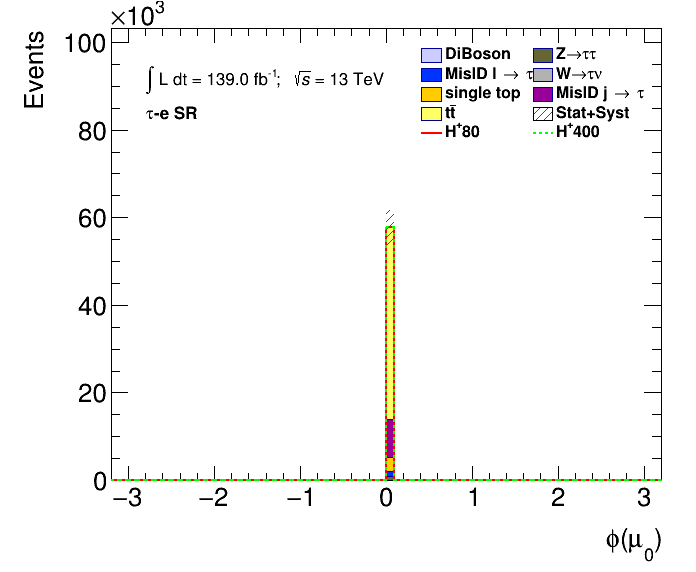 ×10³
Events
100
80
60
40
20
0
∫ L dt = 139.0 fb⁻¹; √s = 13 TeV
τ-e SR
DiBoson Z→ττ
MisID l → τ W→τν
single top MisID j → τ
tt̄ Stat+Syst
H⁺80 H⁺400
−3 −2 −1 0 1 2 3
ϕ(μ₀)